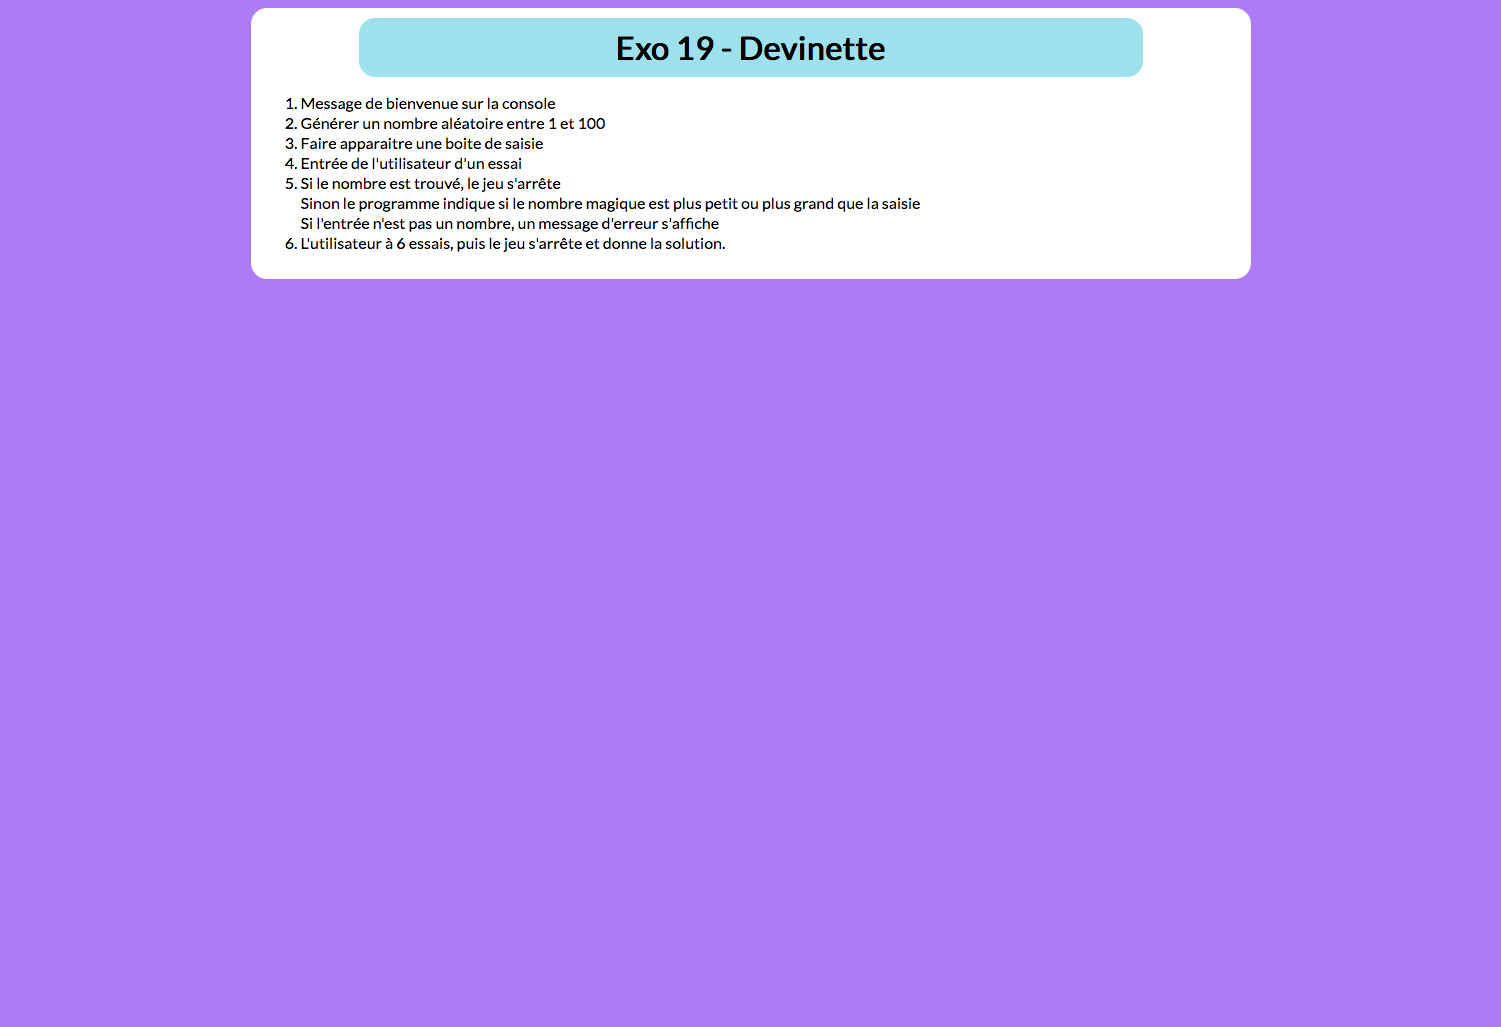 Exo 19 - Devinette
1. Message de bienvenue sur la console
2. Générer un nombre aléatoire entre 1 et 100
3. Faire apparaitre une boite de saisie
4. Entrée de l'utilisateur d'un essai
5. Si le nombre est trouvé, le jeu s'arrête
Sinon le programme indique si le nombre magique est plus petit ou plus grand que la saisie
Si l'entrée n'est pas un nombre, un message d'erreur s'affiche
6. L'utilisateur à 6 essais, puis le jeu s'arrête et donne la solution.